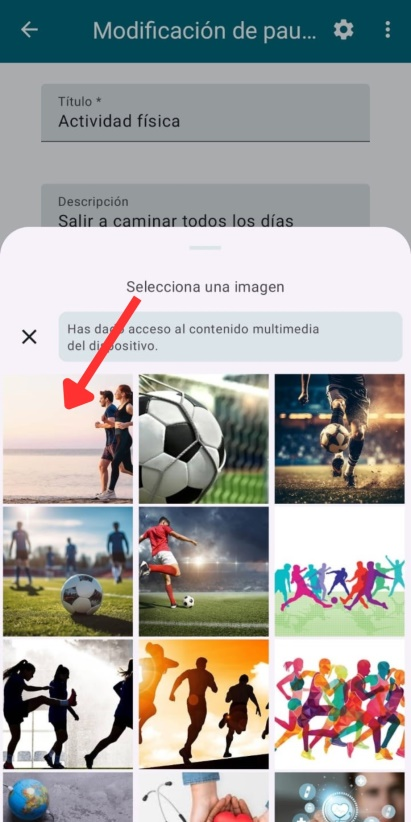 Modificación de pau...
Título *
Actividad física
Descripción
Salir a caminar todos los días
Selecciona una imagen
Has dado acceso al contenido multimedia
del dispositivo.